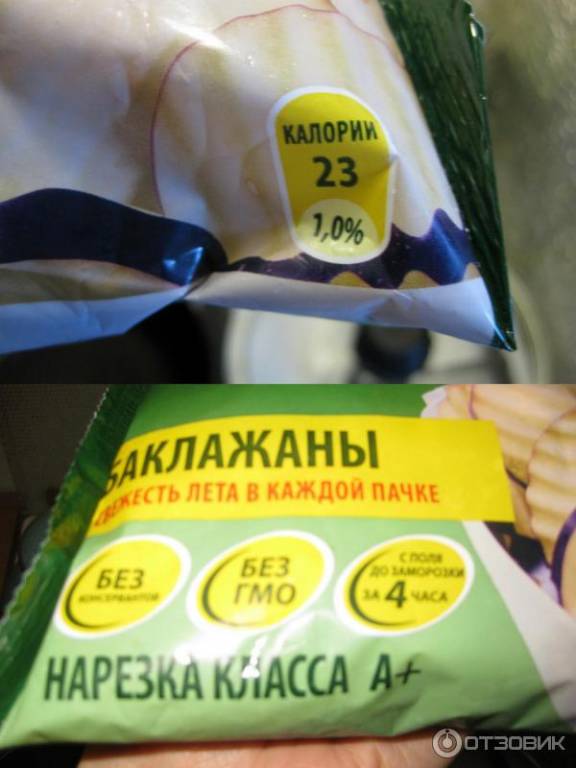 КАЛОРИИ
23
1,0%
БАКЛАЖАНЫ
СВЕЖЕСТЬ ЛЕТА В КАЖДОЙ ПАЧКЕ
БЕЗ
КОНСЕРВАНТОВ
БЕЗ
ГМО
С ПОЛЯ
ДО ЗАМОРОЗКИ
ЗА 4 ЧАСА
НАРЕЗКА КЛАССА А+
ОТЗОВИК